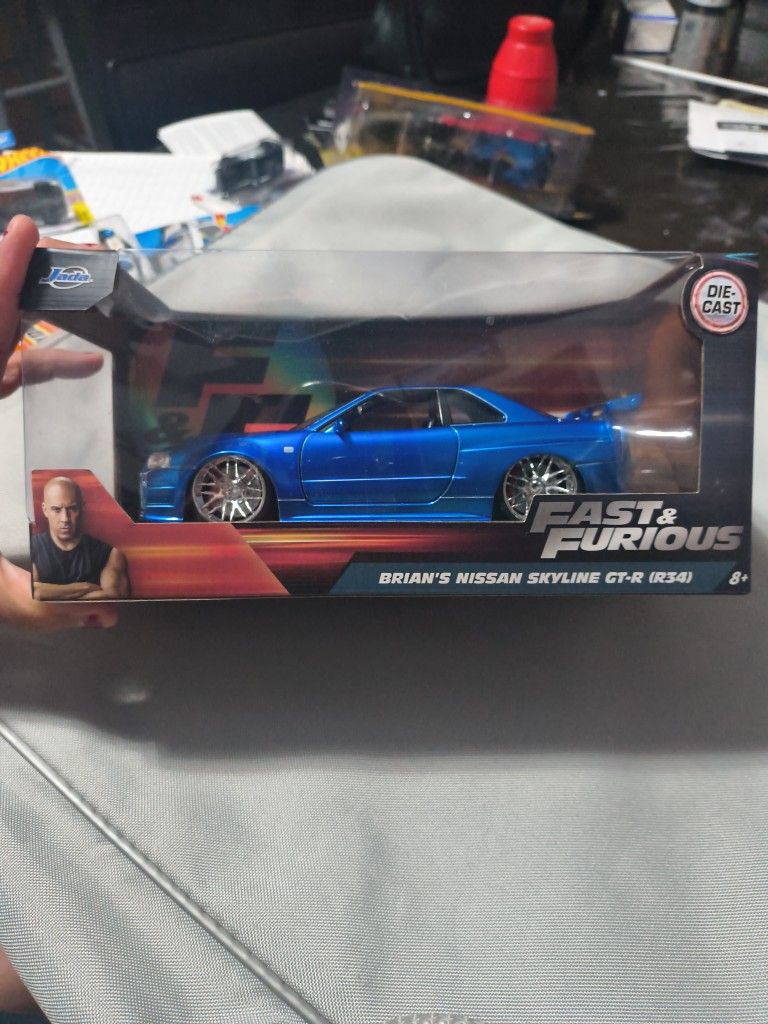 Jada
DIE-
CAST
F&F
FAST &
FURIOUS
BRIAN'S NISSAN SKYLINE GT-R (R34)
8+